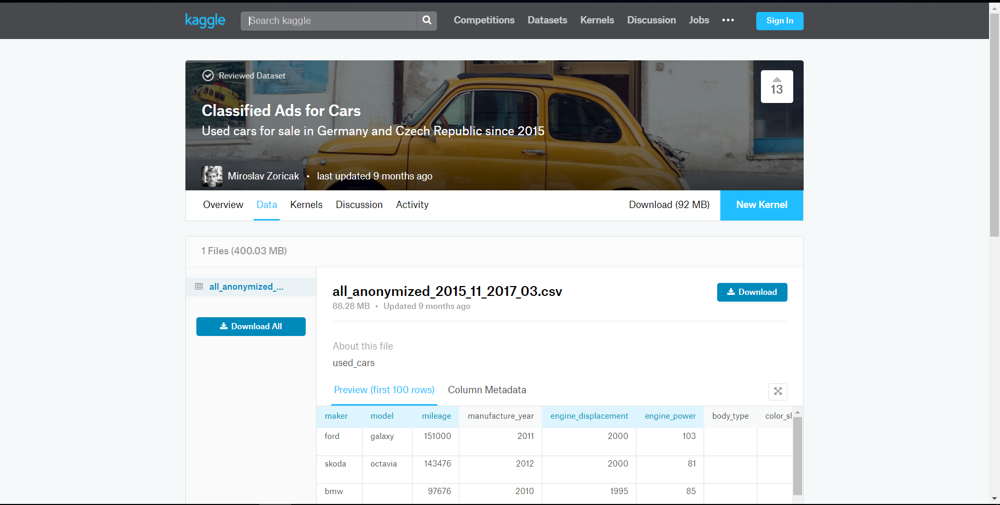 kaggle
Search kaggle
Competitions Datasets Kernels Discussion Jobs
Sign In
Reviewed Dataset
13
Classified Ads for Cars
Used cars for sale in Germany and Czech Republic since 2015
Miroslav Zoricak • last updated 9 months ago
Overview Data Kernels Discussion Activity Download (92 MB) New Kernel
1 Files (400.03 MB)
all_anonymized_...
Download All
all_anonymized_2015_11_2017_03.csv
Download
88.28 MB • Updated 9 months ago
About this file
used_cars
Preview (first 100 rows) Column Metadata
maker model mileage manufacture_year engine_displacement engine_power body_type color_sl
ford galaxy 151000 2011 2000 103
skoda octavia 143476 2012 2000 81
bmw 97676 2010 1995 85